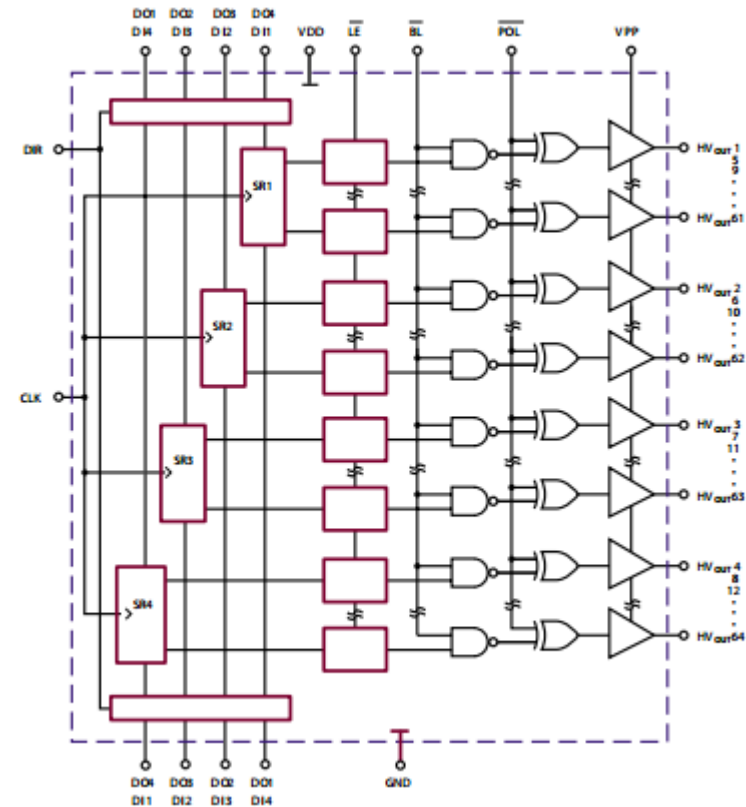 DO1 DO2 DO3 DO4
DI4 DI3 DI2 DI1 VDD LE BL POL VPP
DIR
SR1
HVOUT1
5
9
HVOUT61
SR2
HVOUT2
6
10
HVOUT62
CLK
SR3
HVOUT3
7
11
HVOUT63
SR4
HVOUT4
8
12
HVOUT64
DO4 DO3 DO2 DO1 GND
DI1 DI2 DI3 DI4